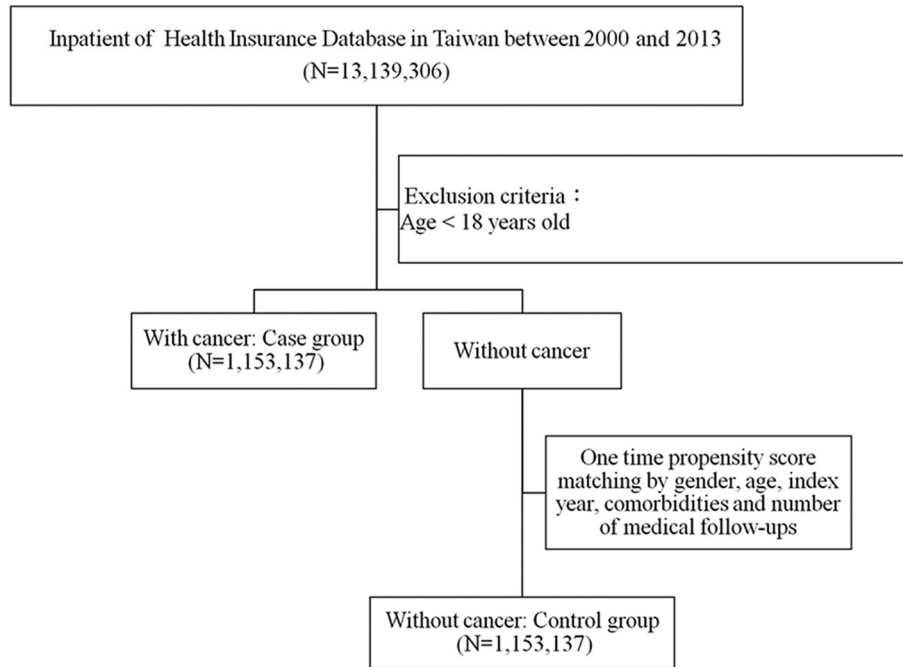 Inpatient of Health Insurance Database in Taiwan between 2000 and 2013
(N=13,139,306)
Exclusion criteria：
Age < 18 years old
With cancer: Case group
(N=1,153,137)
Without cancer
One time propensity score
matching by gender, age, index
year, comorbidities and number
of medical follow-ups
Without cancer: Control group
(N=1,153,137)